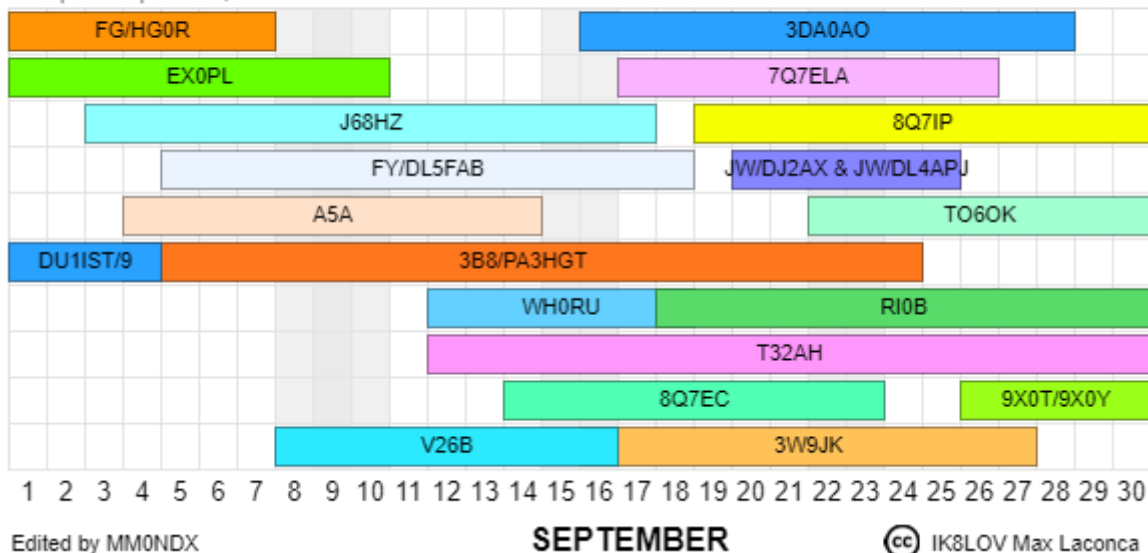 FG/HG0R 3DA0AO
EX0PL 7Q7ELA
J68HZ 8Q7IP
FY/DL5FAB JW/DJ2AX & JW/DL4APJ
A5A TO6OK
DU1IST/9 3B8/PA3HGT
WH0RU RI0B
T32AH
8Q7EC 9X0T/9X0Y
V26B 3W9JK
1 2 3 4 5 6 7 8 9 10 11 12 13 14 15 16 17 18 19 20 21 22 23 24 25 26 27 28 29 30
Edited by MM0NDX SEPTEMBER cc IK8LOV Max Laconca